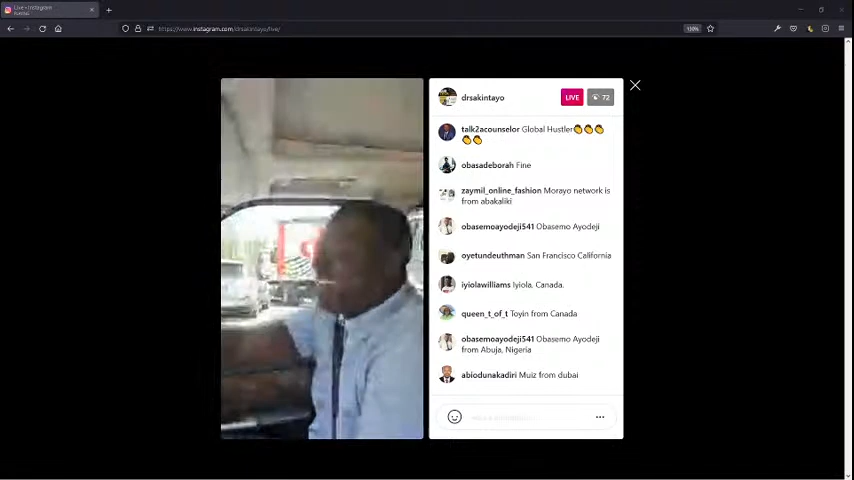 Live • Instagram
https://www.instagram.com/drsakintayo/live/
120%
drsakintayo
LIVE
72
talk2acounselor Global Hustler👏👏👏
👏👏
obasadeborah Fine
zaymil_online_fashion Morayo network is
from abakaliki
obasemoayodeji541 Obasemo Ayodeji
oyetundeuthman San Francisco California
iyiolawilliams Iyiola, Canada.
queen_t_of_t Toyin from Canada
obasemoayodeji541 Obasemo Ayodeji
from Abuja, Nigeria
abiodunakadiri Muiz from dubai